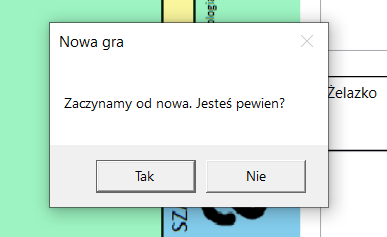 Nowa gra
Zaczynamy od nowa. Jesteś pewien?
Tak
Nie
Żelazko